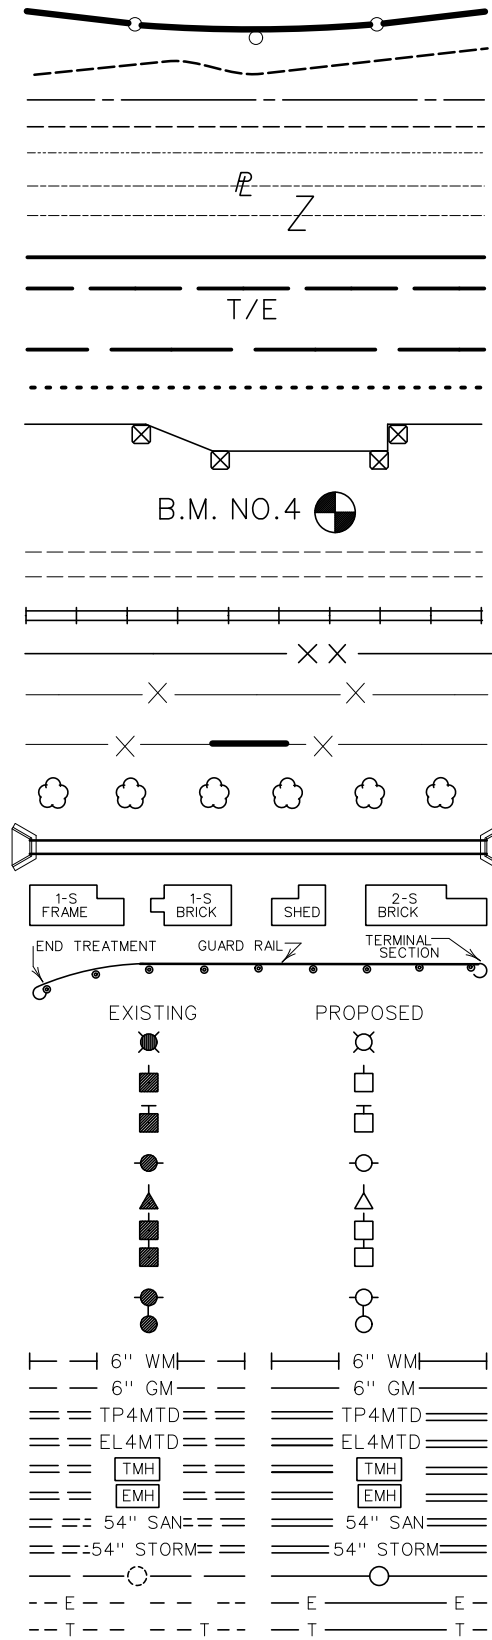 PL
Z
T/E
B.M. NO.4
1-S FRAME
1-S BRICK
SHED
2-S BRICK
END TREATMENT
GUARD RAIL
TERMINAL SECTION
EXISTING PROPOSED
6" WM 6" WM
6" GM 6" GM
TP4MTD TP4MTD
EL4MTD EL4MTD
TMH TMH
EMH EMH
54" SAN 54" SAN
54" STORM 54" STORM
E E E
T T T T